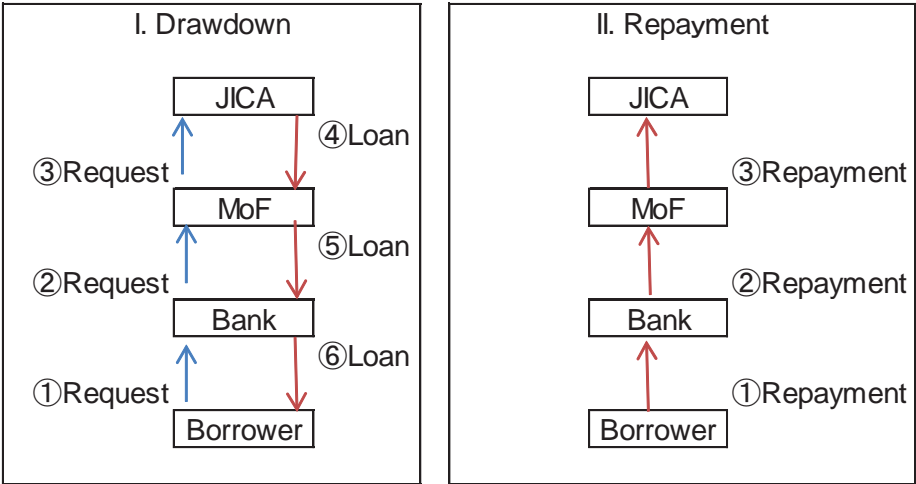 I. Drawdown
JICA
④Loan
③Request
MoF
⑤Loan
②Request
Bank
⑥Loan
①Request
Borrower
II. Repayment
JICA
③Repayment
MoF
②Repayment
Bank
①Repayment
Borrower